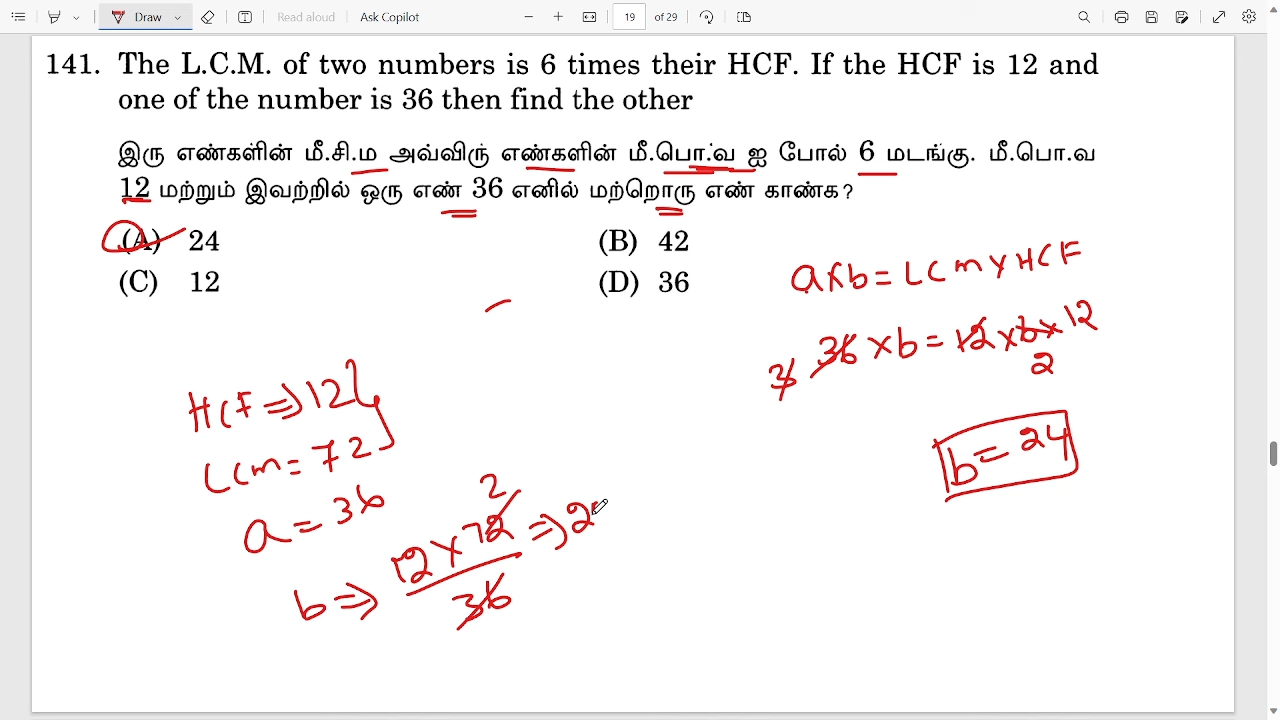 Draw
Read aloud
Ask Copilot
19 of 29
141. The L.C.M. of two numbers is 6 times their HCF. If the HCF is 12 and
one of the number is 36 then find the other
இரு எண்களின் மீ.சி.ம அவ்விரு எண்களின் மீ.பொ.வ ஐ போல் 6 மடங்கு. மீ.பொ.வ
12 மற்றும் இவற்றில் ஒரு எண் 36 எனில் மற்றொரு எண் காண்க?
(A) 24
(B) 42
(C) 12
(D) 36
a×b = LCM × HCF
36 × b = 12 × 6 × 12
3 2
b = 24
HCF ⇒ 12
LCM = 72
a = 36
2
b ⇒ 12 × 72 ⇒ 2
36